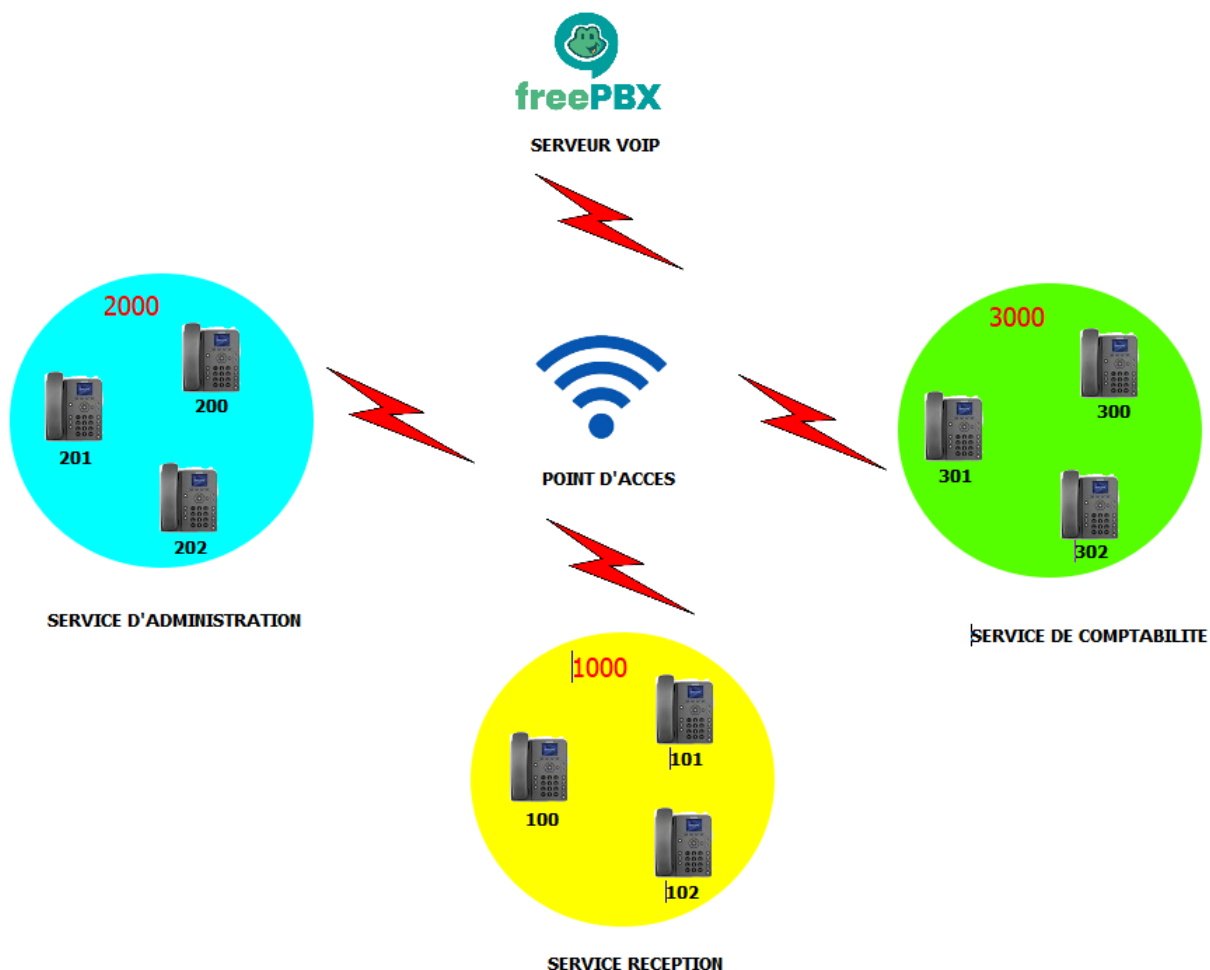 freePBX
SERVEUR VOIP
2000
200
201
202
SERVICE D'ADMINISTRATION
POINT D'ACCES
3000
300
301
302
SERVICE DE COMPTABILITE
1000
101
100
102
SERVICE RECEPTION